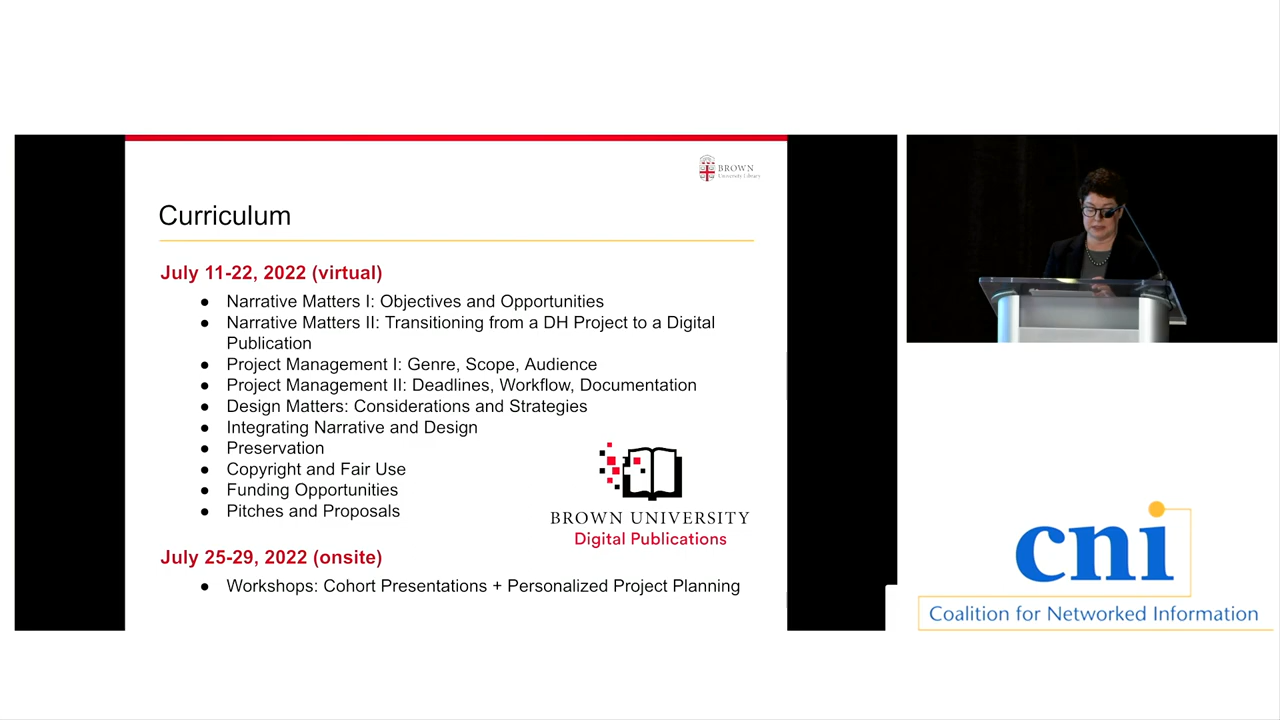 BROWN
University Library
Curriculum
July 11-22, 2022 (virtual)
● Narrative Matters I: Objectives and Opportunities
● Narrative Matters II: Transitioning from a DH Project to a Digital
Publication
● Project Management I: Genre, Scope, Audience
● Project Management II: Deadlines, Workflow, Documentation
● Design Matters: Considerations and Strategies
● Integrating Narrative and Design
● Preservation
● Copyright and Fair Use
● Funding Opportunities
● Pitches and Proposals
BROWN UNIVERSITY
Digital Publications
July 25-29, 2022 (onsite)
● Workshops: Cohort Presentations + Personalized Project Planning
cni
Coalition for Networked Information